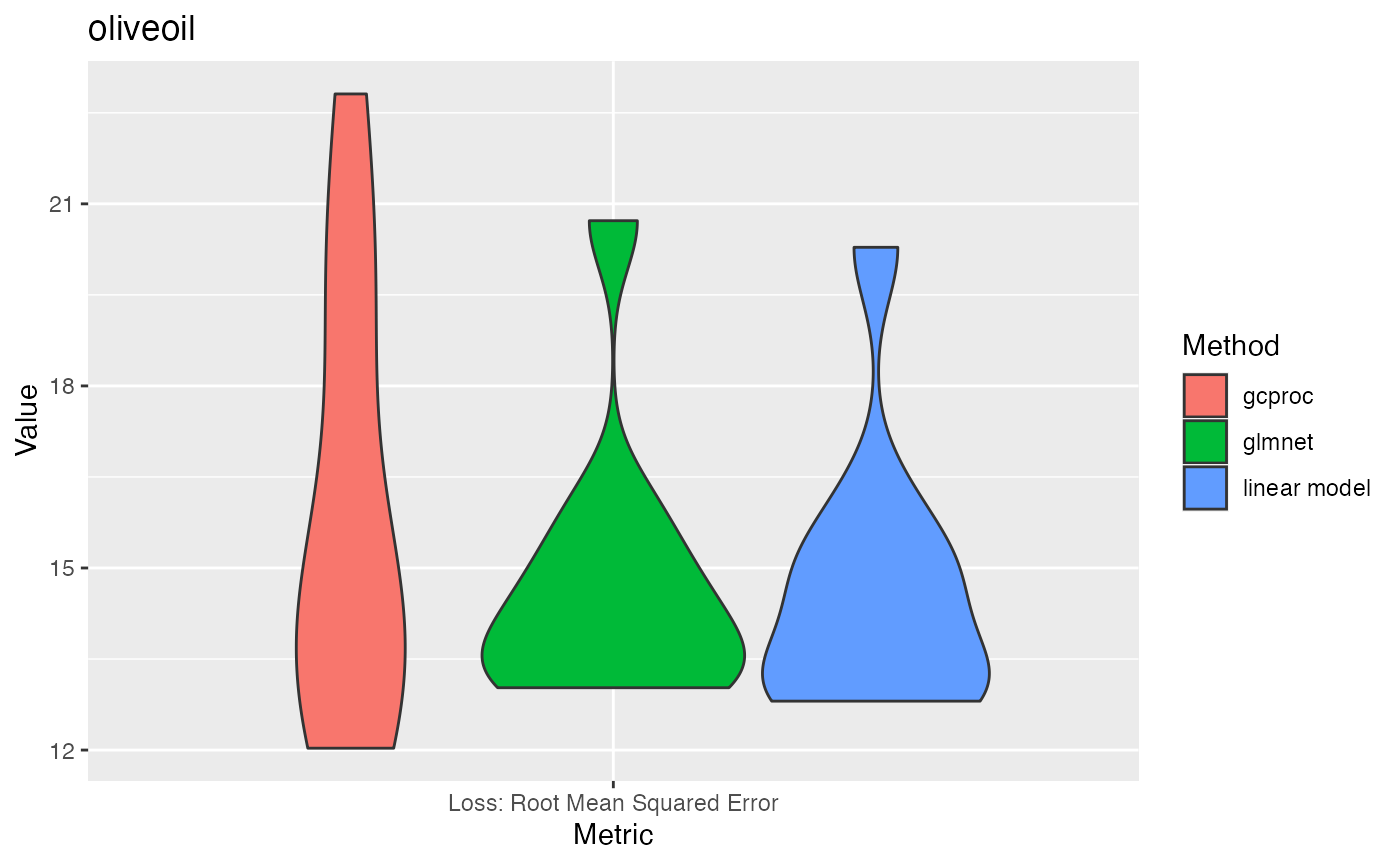 oliveoil
Value
21
18
15
12
Loss: Root Mean Squared Error
Metric
Method
gcproc
glmnet
linear model